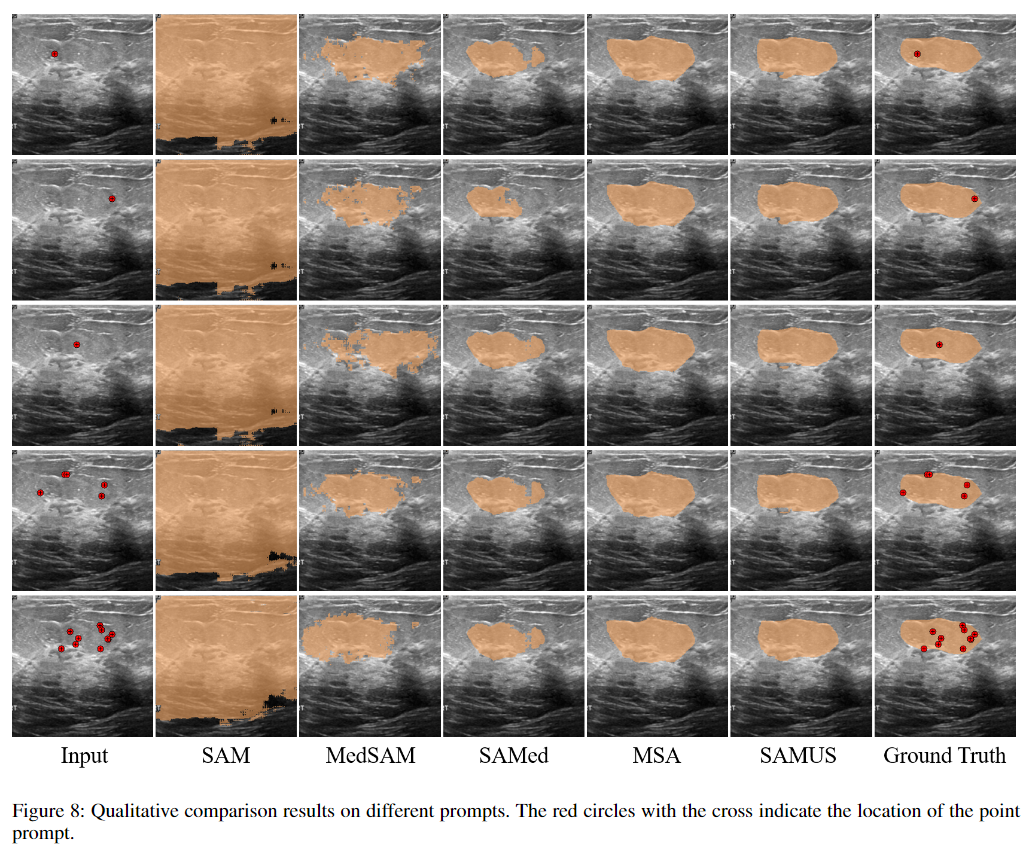 Input SAM MedSAM SAMed MSA SAMUS Ground Truth
Figure 8: Qualitative comparison results on different prompts. The red circles with the cross indicate the location of the point
prompt.